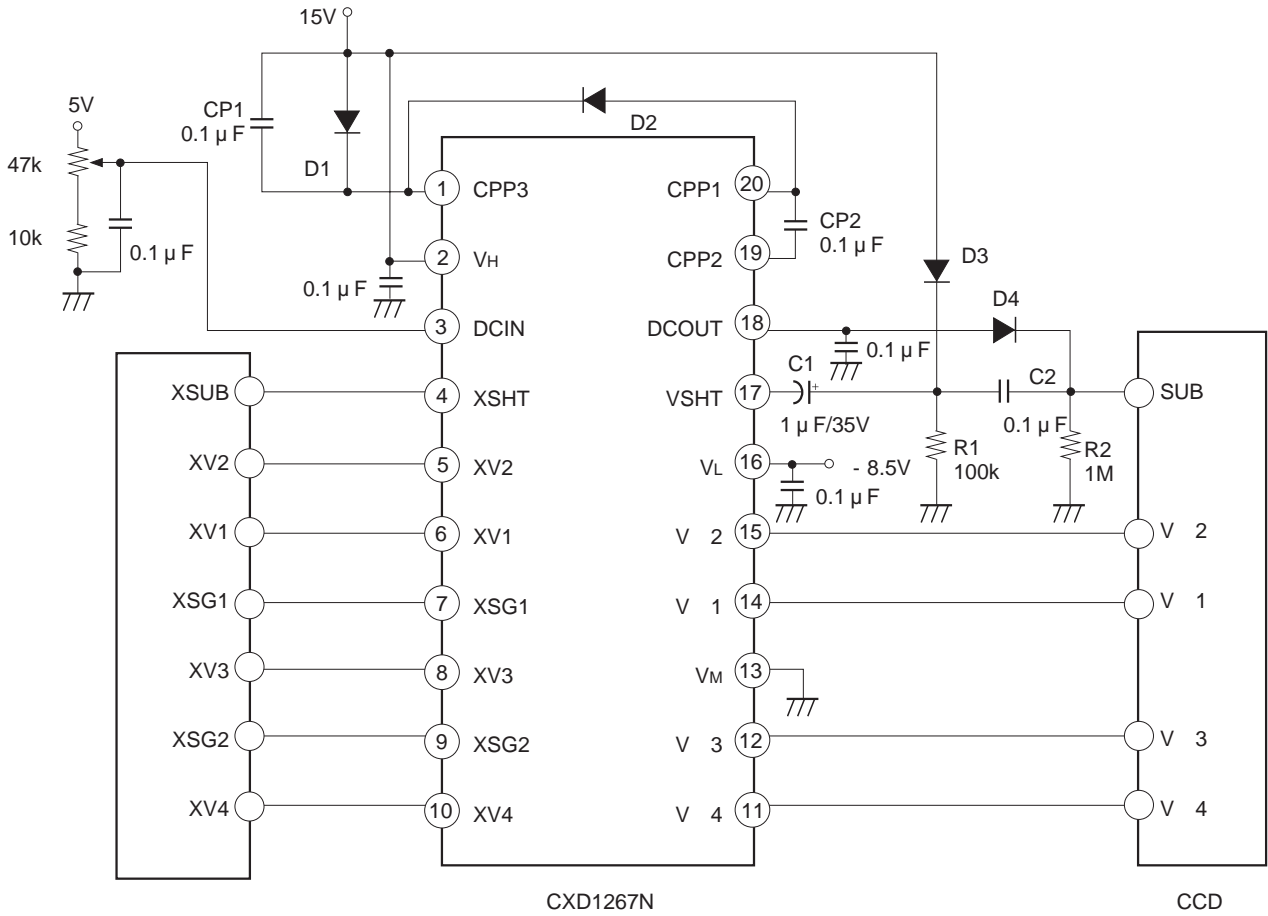 15V
5V
47k
10k
0.1 µ F
CP1
0.1 µ F
D1
D2
0.1 µ F
1 CPP3
2 VH
3 DCIN
4 XSHT
5 XV2
6 XV1
7 XSG1
8 XV3
9 XSG2
10 XV4
CPP1 20
CPP2 19
DCOUT 18
VSHT 17
VL 16
V 2 15
V 1 14
VM 13
V 3 12
V 4 11
CP2
0.1 µ F
D3
D4
0.1 µ F
C1
+
1 µ F/35V
C2
0.1 µ F
R1
100k
R2
1M
- 8.5V
0.1 µ F
XSUB
XV2
XV1
XSG1
XV3
XSG2
XV4
SUB
V 2
V 1
V 3
V 4
CXD1267N
CCD